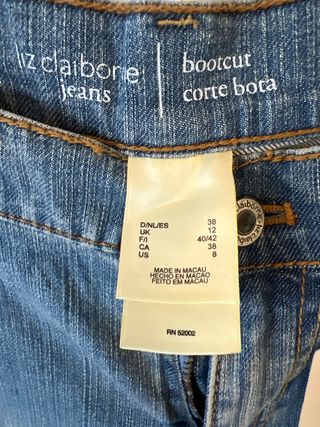 liz claiborne
jeans
bootcut
corte bota
D/NL/ES 38
UK 12
F/I 40/42
CA 38
US 8
MADE IN MACAU
HECHO EN MACAO
FEITO EM MACAU
RN 52002